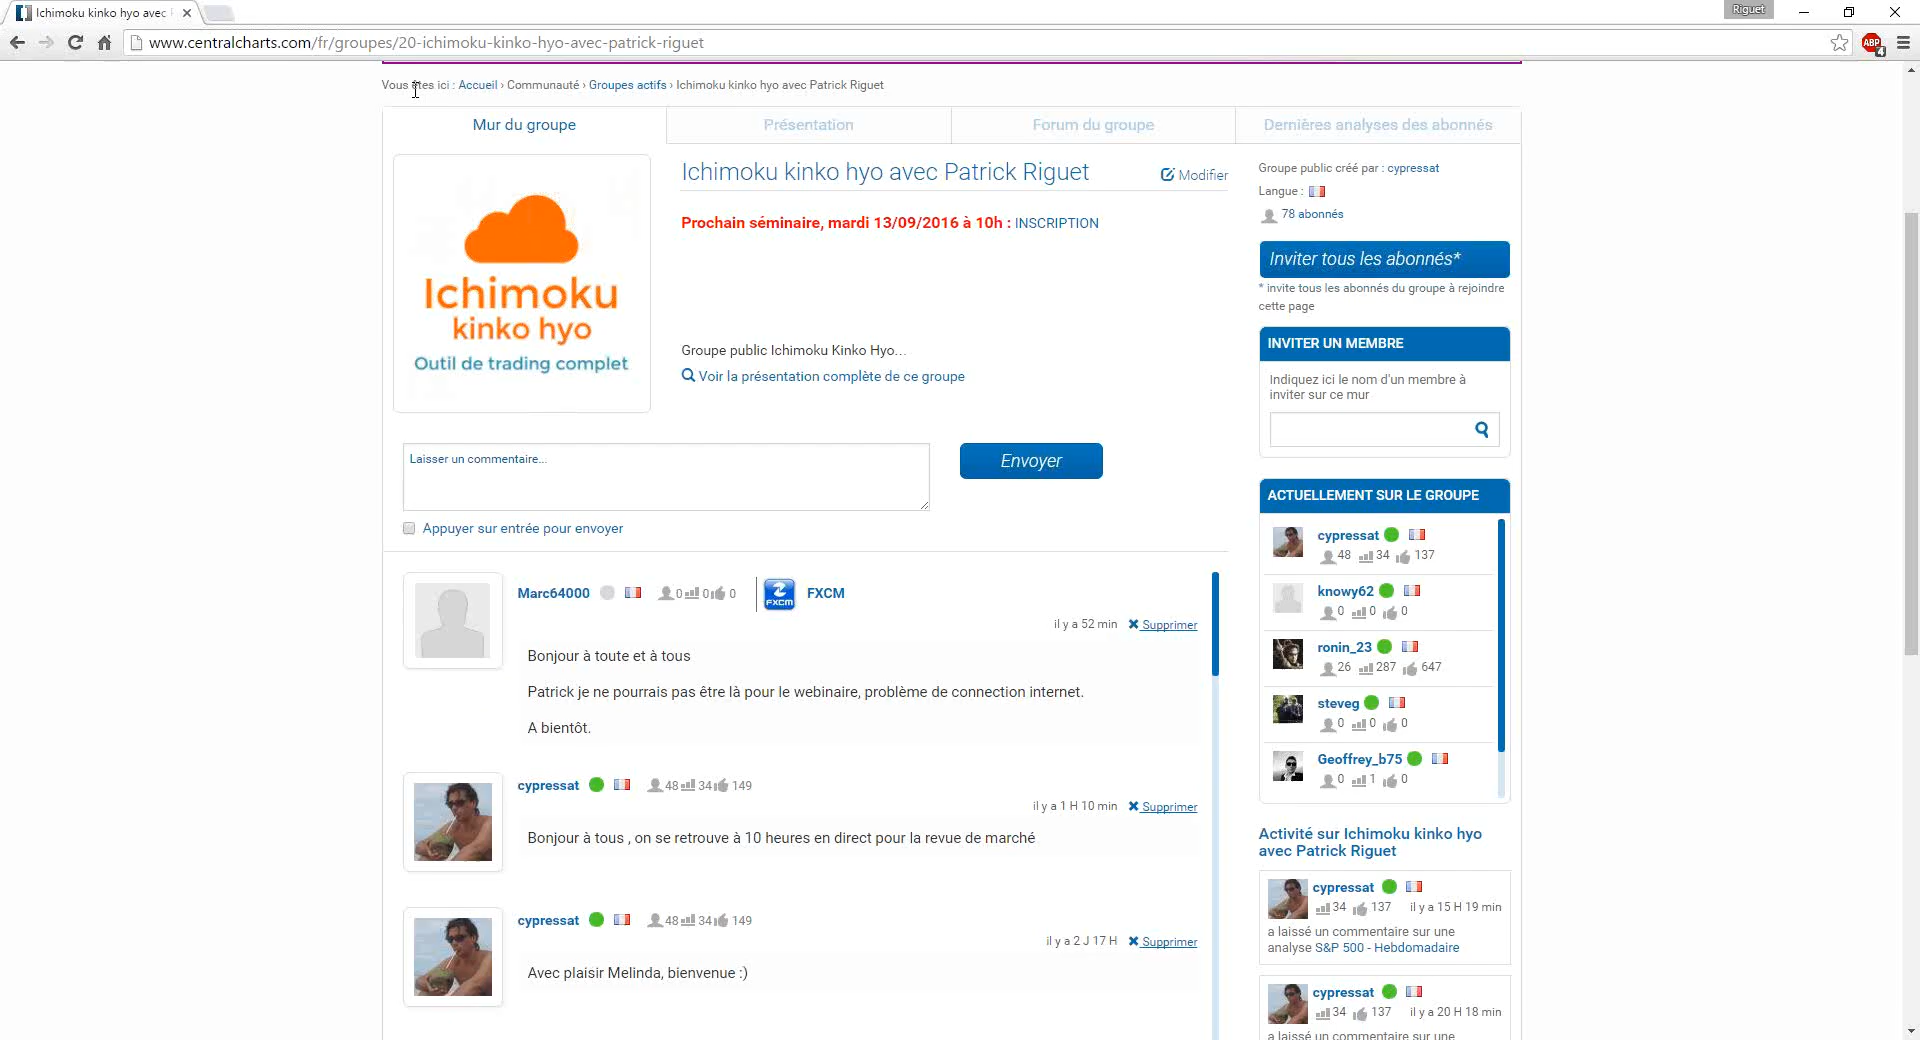 Ichimoku kinko hyo avec
Riguet
www.centralcharts.com/fr/groupes/20-ichimoku-kinko-hyo-avec-patrick-riguet
ABP
4
Vous êtes ici : Accueil › Communauté › Groupes actifs › Ichimoku kinko hyo avec Patrick Riguet
Mur du groupe
Présentation
Forum du groupe
Dernières analyses des abonnés
Ichimoku
kinko hyo
Outil de trading complet
Ichimoku kinko hyo avec Patrick Riguet
Modifier
Prochain séminaire, mardi 13/09/2016 à 10h : INSCRIPTION
Groupe public Ichimoku Kinko Hyo...
Voir la présentation complète de ce groupe
Laisser un commentaire...
Envoyer
Appuyer sur entrée pour envoyer
Marc64000 0 0 0 FXCM FXCM
il y a 52 min Supprimer
Bonjour à toute et à tous
Patrick je ne pourrais pas être là pour le webinaire, problème de connection internet.
A bientôt.
cypressat 48 34 149
il y a 1 H 10 min Supprimer
Bonjour à tous , on se retrouve à 10 heures en direct pour la revue de marché
cypressat 48 34 149
il y a 2 J 17 H Supprimer
Avec plaisir Melinda, bienvenue :)
Groupe public créé par : cypressat
Langue :
78 abonnés
Inviter tous les abonnés*
* invite tous les abonnés du groupe à rejoindre
cette page
INVITER UN MEMBRE
Indiquez ici le nom d'un membre à
inviter sur ce mur
ACTUELLEMENT SUR LE GROUPE
cypressat
48 34 137
knowy62
0 0 0
ronin_23
26 287 647
steveg
0 0 0
Geoffrey_b75
0 1 0
Activité sur Ichimoku kinko hyo
avec Patrick Riguet
cypressat
34 137 il y a 15 H 19 min
a laissé un commentaire sur une
analyse S&P 500 - Hebdomadaire
cypressat
34 137 il y a 20 H 18 min
a laissé un commentaire sur une